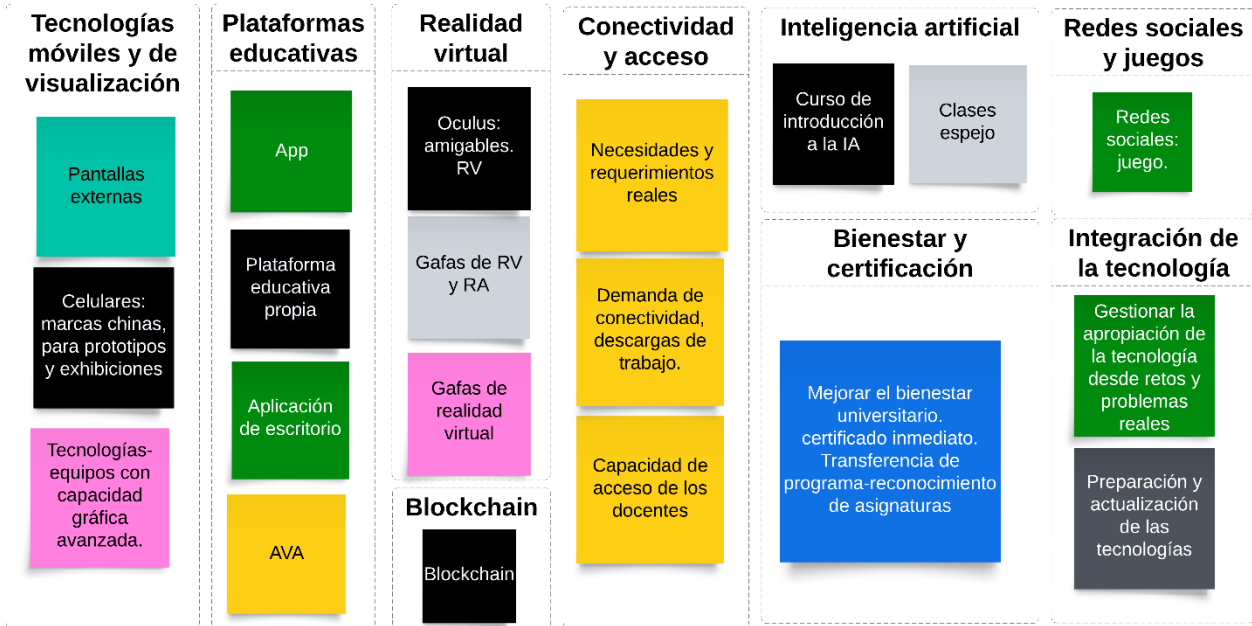 Tecnologías
móviles y de
visualización
Pantallas
externas
Celulares:
marcas chinas,
para prototipos
y exhibiciones
Tecnologías-
equipos con
capacidad
gráfica
avanzada.
Plataformas
educativas
App
Plataforma
educativa
propia
Aplicación
de escritorio
AVA
Realidad
virtual
Oculus:
amigables.
RV
Gafas de RV
y RA
Gafas de
realidad
virtual
Blockchain
Blockchain
Conectividad
y acceso
Necesidades y
requerimientos
reales
Demanda de
conectividad,
descargas de
trabajo.
Capacidad de
acceso de los
docentes
Inteligencia artificial
Curso de
introducción
a la IA
Clases
espejo
Bienestar y
certificación
Mejorar el bienestar
universitario.
certificado inmediato.
Transferencia de
programa-reconocimiento
de asignaturas
Redes sociales
y juegos
Redes
sociales:
juego.
Integración de
la tecnología
Gestionar la
apropiación de
la tecnología
desde retos y
problemas
reales
Preparación y
actualización
de las
tecnologías